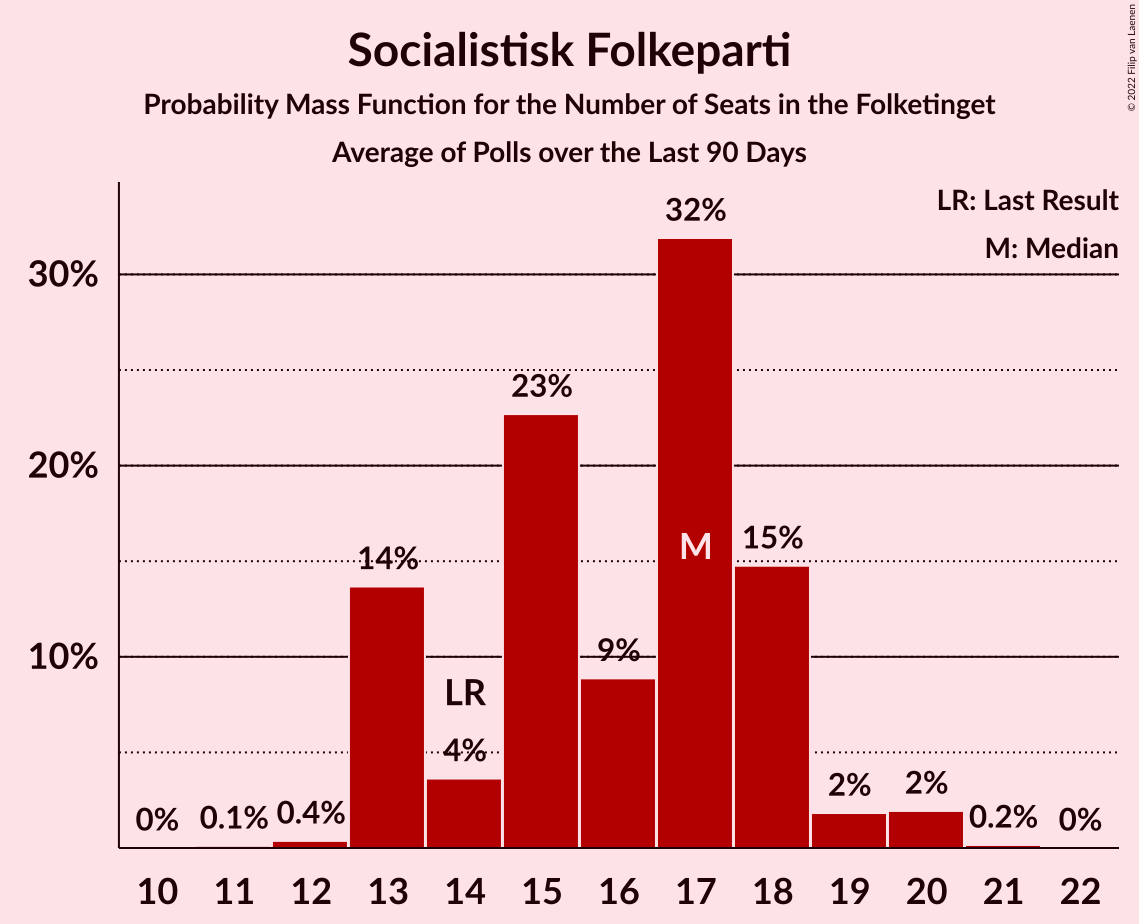 Socialistisk Folkeparti
Probability Mass Function for the Number of Seats in the Folketinget
Average of Polls over the Last 90 Days
© 2022 Filip van Laenen
LR: Last Result
M: Median
30%
20%
10%
0%
0.1%
0.4%
14%
LR
4%
23%
9%
32%
M
15%
2%
2%
0.2%
0%
10 11 12 13 14 15 16 17 18 19 20 21 22